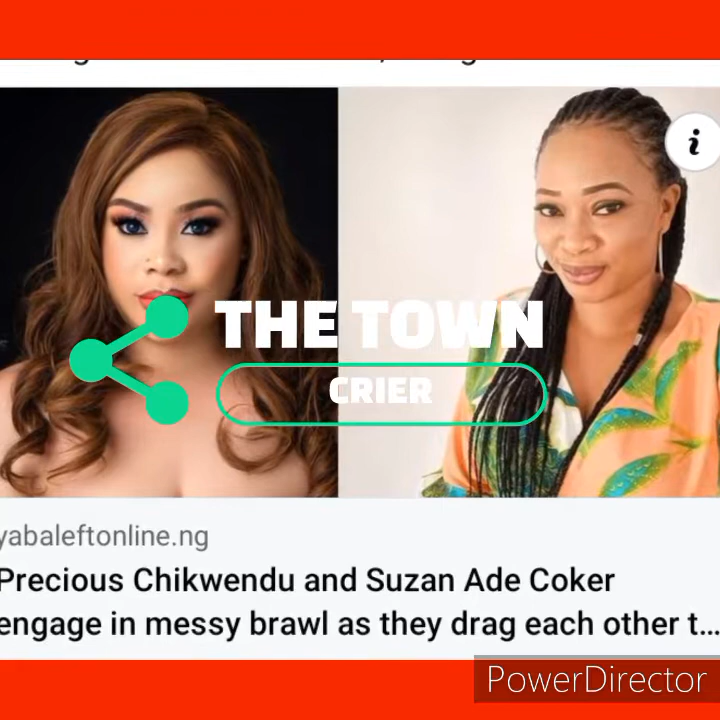 THE TOWN
CRIER
i
yabaleftonline.ng
Precious Chikwendu and Suzan Ade Coker
engage in messy brawl as they drag each other t...
PowerDirector